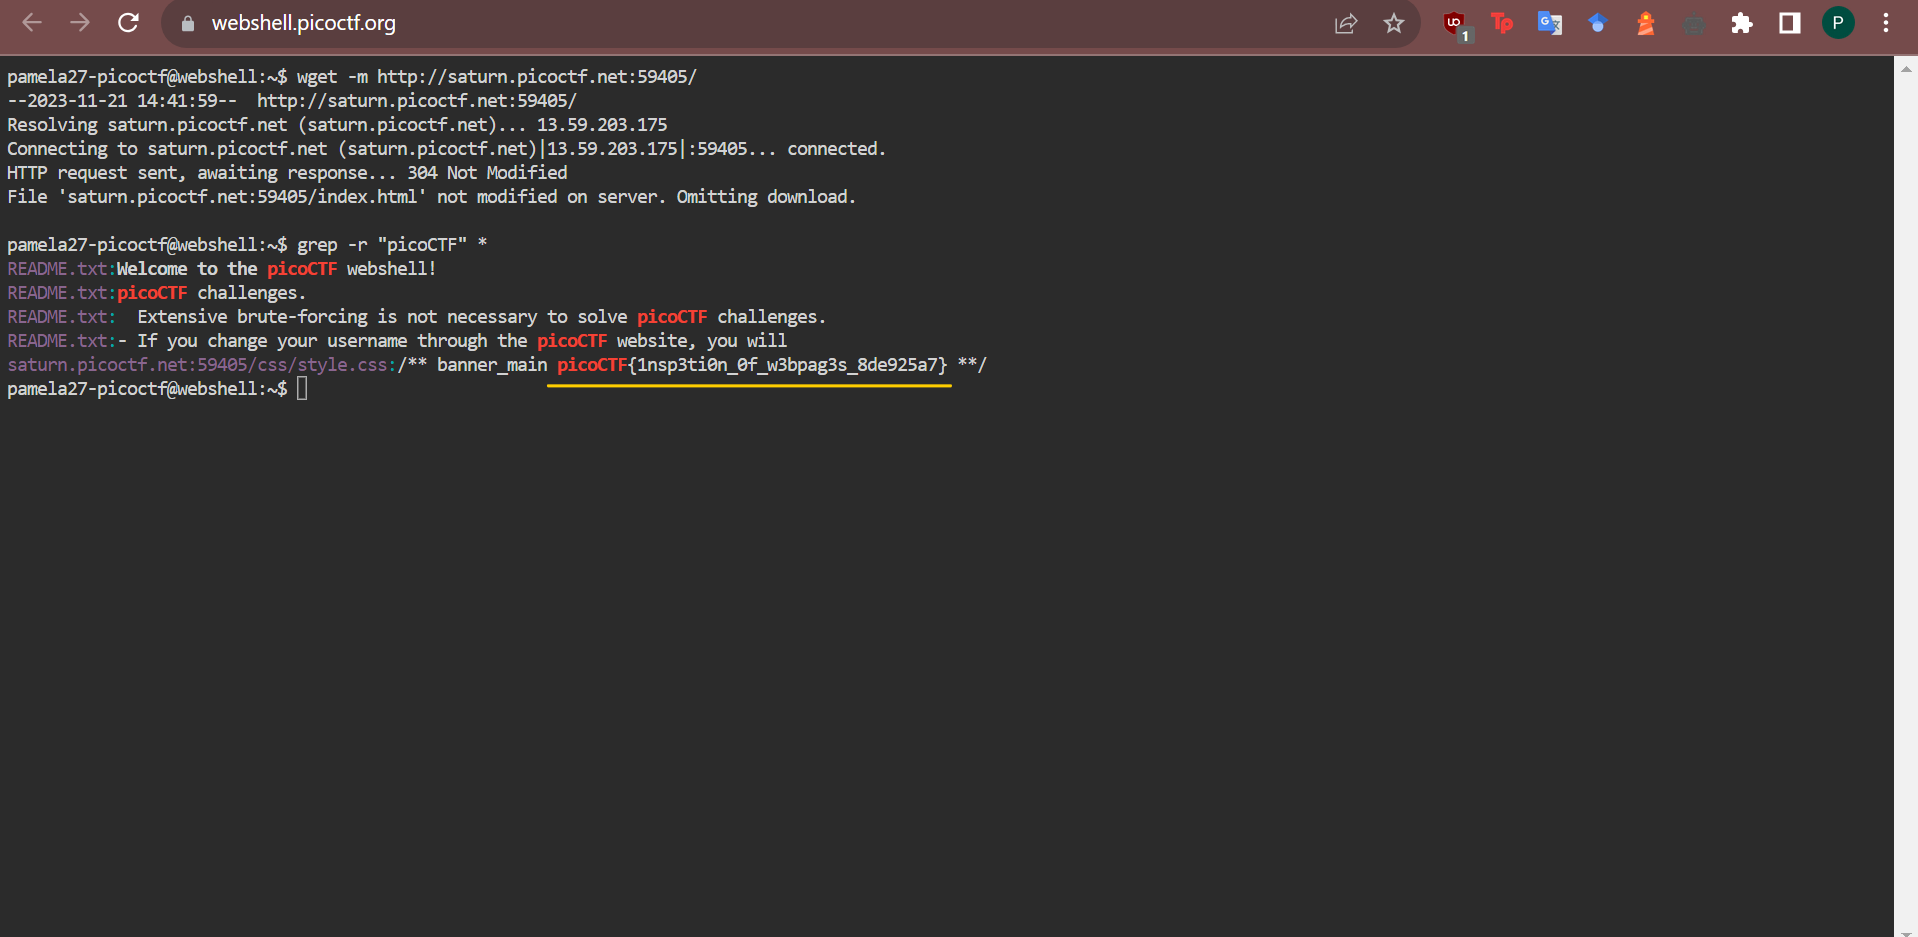 webshell.picoctf.org
1
Tp
G
P
pamela27-picoctf@webshell:~$ wget -m http://saturn.picoctf.net:59405/
--2023-11-21 14:41:59--  http://saturn.picoctf.net:59405/
Resolving saturn.picoctf.net (saturn.picoctf.net)... 13.59.203.175
Connecting to saturn.picoctf.net (saturn.picoctf.net)|13.59.203.175|:59405... connected.
HTTP request sent, awaiting response... 304 Not Modified
File 'saturn.picoctf.net:59405/index.html' not modified on server. Omitting download.
pamela27-picoctf@webshell:~$ grep -r "picoCTF" *
README.txt:Welcome to the picoCTF webshell!
README.txt:picoCTF challenges.
README.txt:  Extensive brute-forcing is not necessary to solve picoCTF challenges.
README.txt:- If you change your username through the picoCTF website, you will
saturn.picoctf.net:59405/css/style.css:/** banner_main picoCTF{1nsp3ti0n_0f_w3bpag3s_8de925a7} **/
pamela27-picoctf@webshell:~$